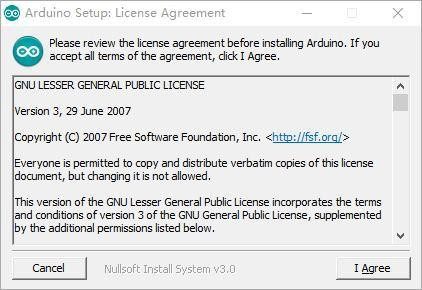 Arduino Setup: License Agreement
Please review the license agreement before installing Arduino. If you
accept all terms of the agreement, click I Agree.
GNU LESSER GENERAL PUBLIC LICENSE
Version 3, 29 June 2007
Copyright (C) 2007 Free Software Foundation, Inc. <http://fsf.org/>
Everyone is permitted to copy and distribute verbatim copies of this license
document, but changing it is not allowed.
This version of the GNU Lesser General Public License incorporates the terms
and conditions of version 3 of the GNU General Public License, supplemented
by the additional permissions listed below.
Cancel
Nullsoft Install System v3.0
I Agree